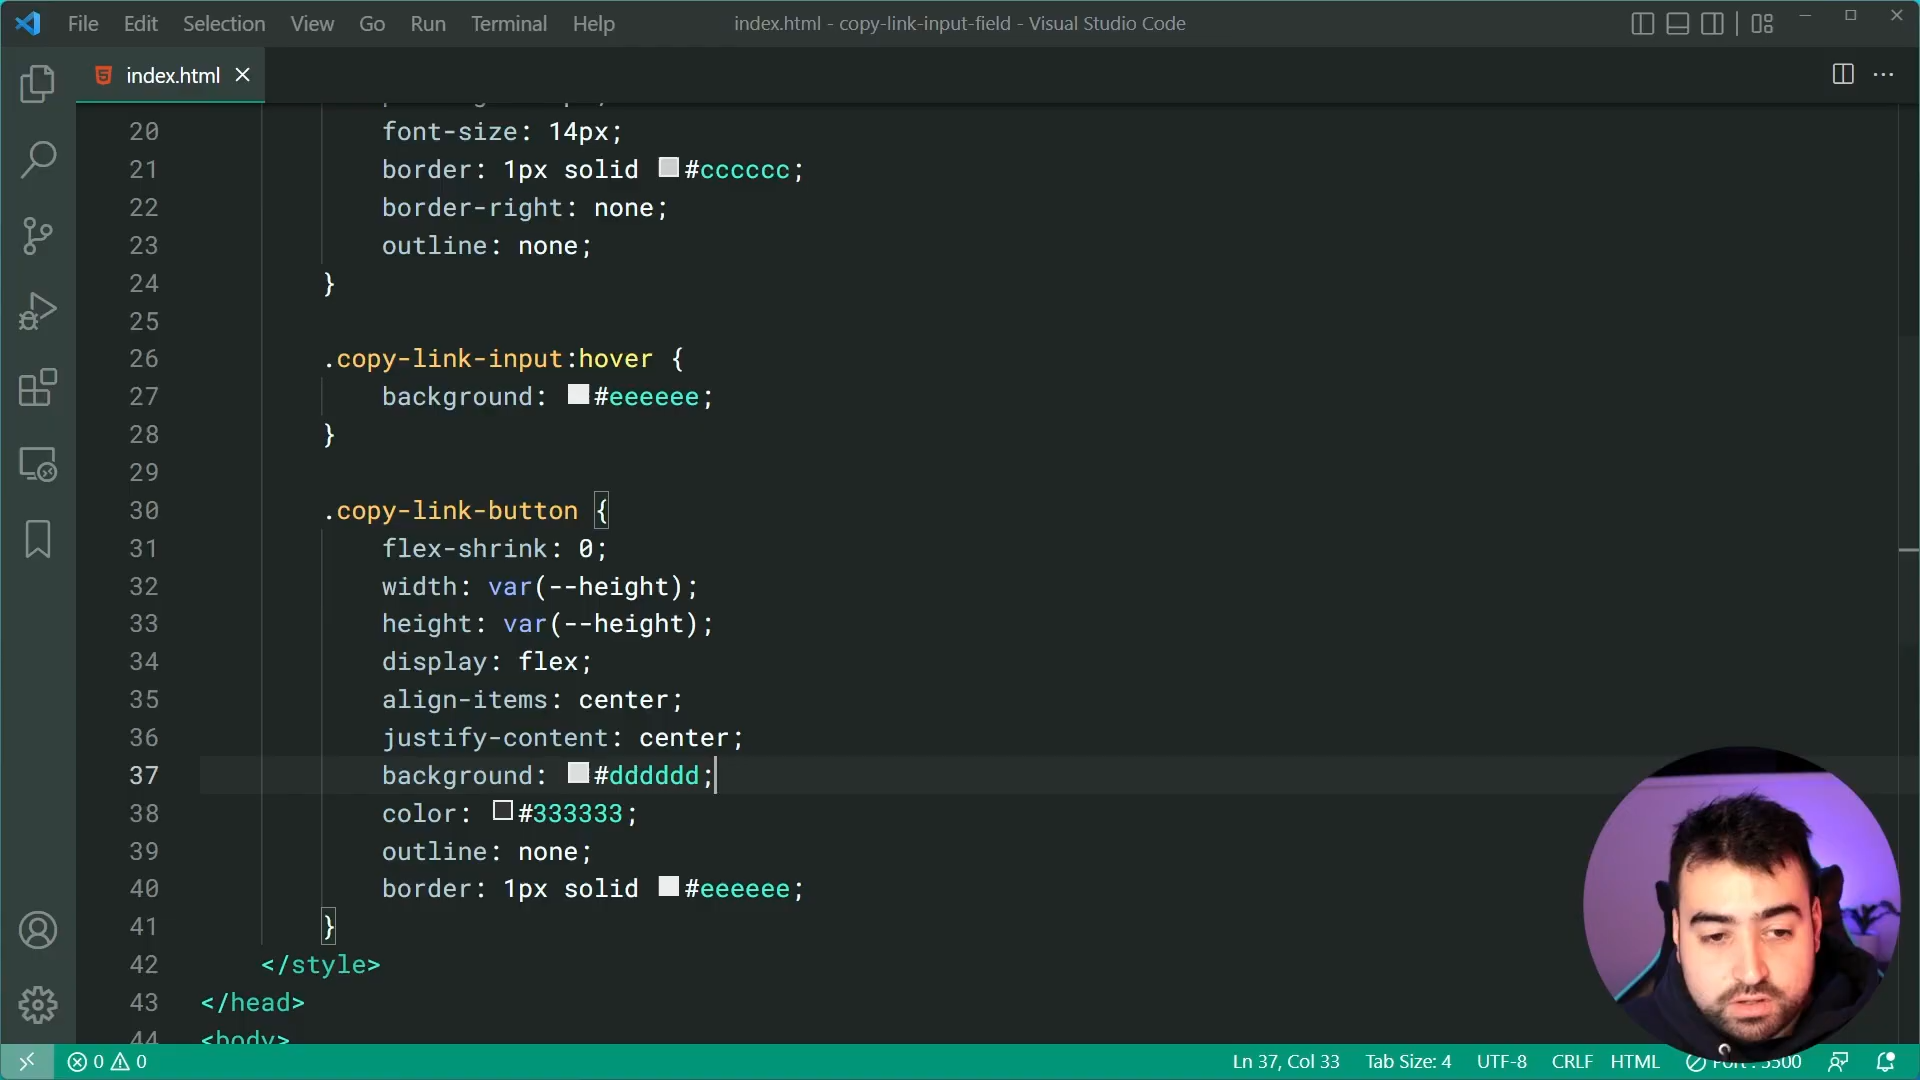 File Edit Selection View Go Run Terminal Help index.html - copy-link-input-field - Visual Studio Code
index.html
20 font-size: 14px;
21 border: 1px solid #cccccc;
22 border-right: none;
23 outline: none;
24 }
25
26 .copy-link-input:hover {
27 background: #eeeeee;
28 }
29
30 .copy-link-button {
31 flex-shrink: 0;
32 width: var(--height);
33 height: var(--height);
34 display: flex;
35 align-items: center;
36 justify-content: center;
37 background: #dddddd;
38 color: #333333;
39 outline: none;
40 border: 1px solid #eeeeee;
41 }
42 </style>
43 </head>
44 <body>
0 0 Ln 37, Col 33 Tab Size: 4 UTF-8 CRLF HTML Port : 5500